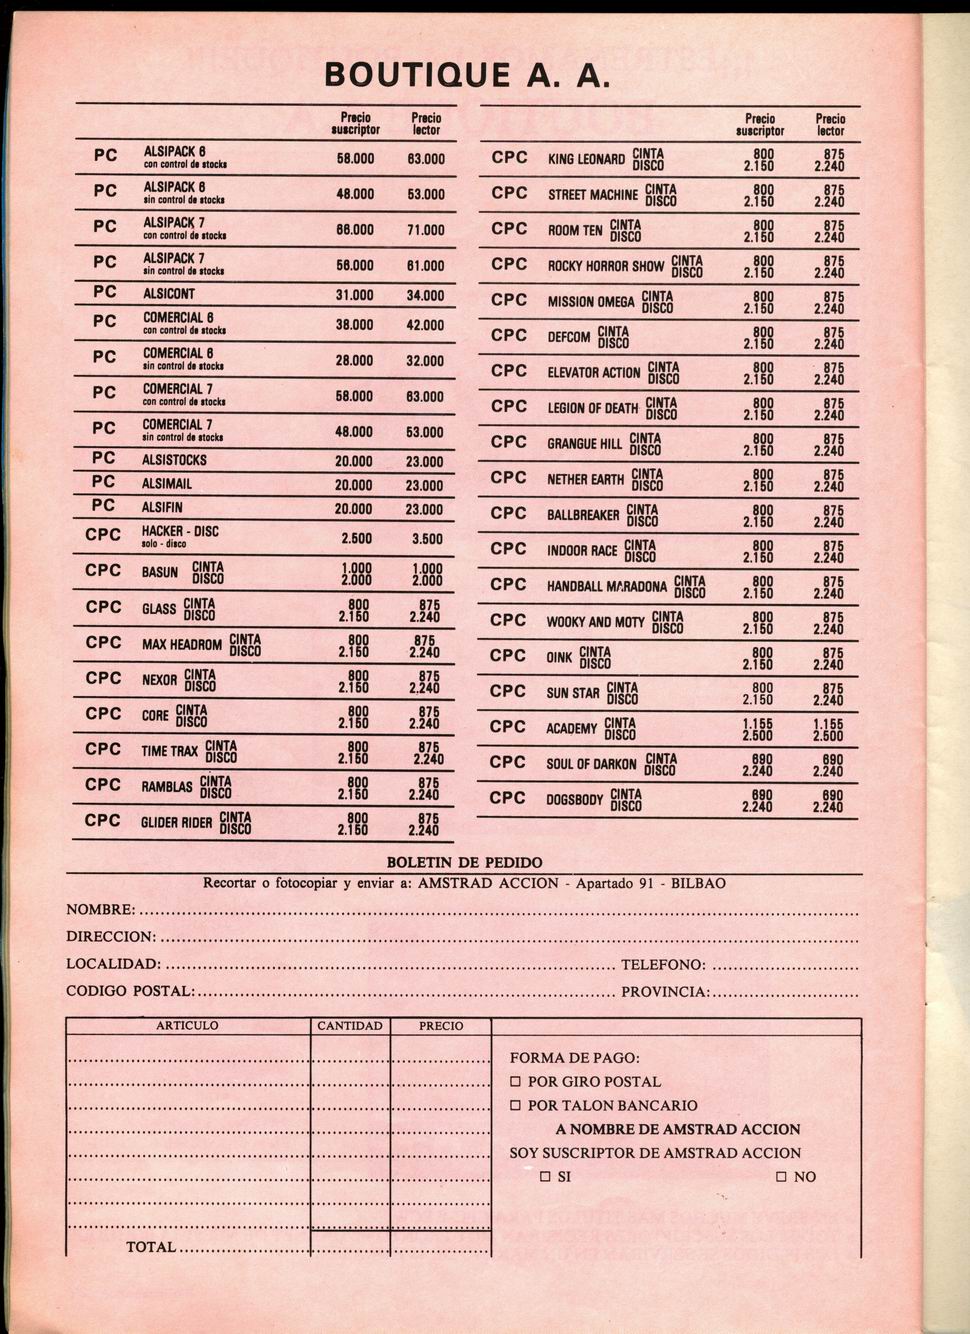 BOUTIQUE A. A.
Precio suscriptor Precio lector
PC ALSIPACK 6 con control de stocks 58.000 63.000
PC ALSIPACK 6 sin control de stocks 48.000 53.000
PC ALSIPACK 7 con control de stocks 66.000 71.000
PC ALSIPACK 7 sin control de stocks 56.000 61.000
PC ALSICONT 31.000 34.000
PC COMERCIAL 6 con control de stocks 38.000 42.000
PC COMERCIAL 6 sin control de stocks 28.000 32.000
PC COMERCIAL 7 con control de stocks 58.000 63.000
PC COMERCIAL 7 sin control de stocks 48.000 53.000
PC ALSISTOCKS 20.000 23.000
PC ALSIMAIL 20.000 23.000
PC ALSIFIN 20.000 23.000
CPC HACKER - DISC solo - disco 2.500 3.500
CPC BASUN CINTA 1.000 1.000
DISCO 2.000 2.000
CPC GLASS CINTA 800 875
DISCO 2.150 2.240
CPC MAX HEADROM CINTA 800 875
DISCO 2.150 2.240
CPC NEXOR CINTA 800 875
DISCO 2.150 2.240
CPC CORE CINTA 800 875
DISCO 2.150 2.240
CPC TIME TRAX CINTA 800 875
DISCO 2.150 2.240
CPC RAMBLAS CINTA 800 875
DISCO 2.150 2.240
CPC GLIDER RIDER CINTA 800 875
DISCO 2.150 2.240
Precio suscriptor Precio lector
CPC KING LEONARD CINTA 800 875
DISCO 2.150 2.240
CPC STREET MACHINE CINTA 800 875
DISCO 2.150 2.240
CPC ROOM TEN CINTA 800 875
DISCO 2.150 2.240
CPC ROCKY HORROR SHOW CINTA 800 875
DISCO 2.150 2.240
CPC MISSION OMEGA CINTA 800 875
DISCO 2.150 2.240
CPC DEFCOM CINTA 800 875
DISCO 2.150 2.240
CPC ELEVATOR ACTION CINTA 800 875
DISCO 2.150 2.240
CPC LEGION OF DEATH CINTA 800 875
DISCO 2.150 2.240
CPC GRANGUE HILL CINTA 800 875
DISCO 2.150 2.240
CPC NETHER EARTH CINTA 800 875
DISCO 2.150 2.240
CPC BALLBREAKER CINTA 800 875
DISCO 2.150 2.240
CPC INDOOR RACE CINTA 800 875
DISCO 2.150 2.240
CPC HANDBALL MARADONA CINTA 800 875
DISCO 2.150 2.240
CPC WOOKY AND MOTY CINTA 800 875
DISCO 2.150 2.240
CPC OINK CINTA 800 875
DISCO 2.150 2.240
CPC SUN STAR CINTA 800 875
DISCO 2.150 2.240
CPC ACADEMY CINTA 1.155 1.155
DISCO 2.500 2.500
CPC SOUL OF DARKON CINTA 690 690
DISCO 2.240 2.240
CPC DOGSBODY CINTA 690 690
DISCO 2.240 2.240
BOLETIN DE PEDIDO
Recortar o fotocopiar y enviar a: AMSTRAD ACCION - Apartado 91 - BILBAO
NOMBRE:
DIRECCION:
LOCALIDAD: TELEFONO:
CODIGO POSTAL: PROVINCIA:
ARTICULO CANTIDAD PRECIO
TOTAL
FORMA DE PAGO:
□ POR GIRO POSTAL
□ POR TALON BANCARIO
A NOMBRE DE AMSTRAD ACCION
SOY SUSCRIPTOR DE AMSTRAD ACCION
□ SI □ NO